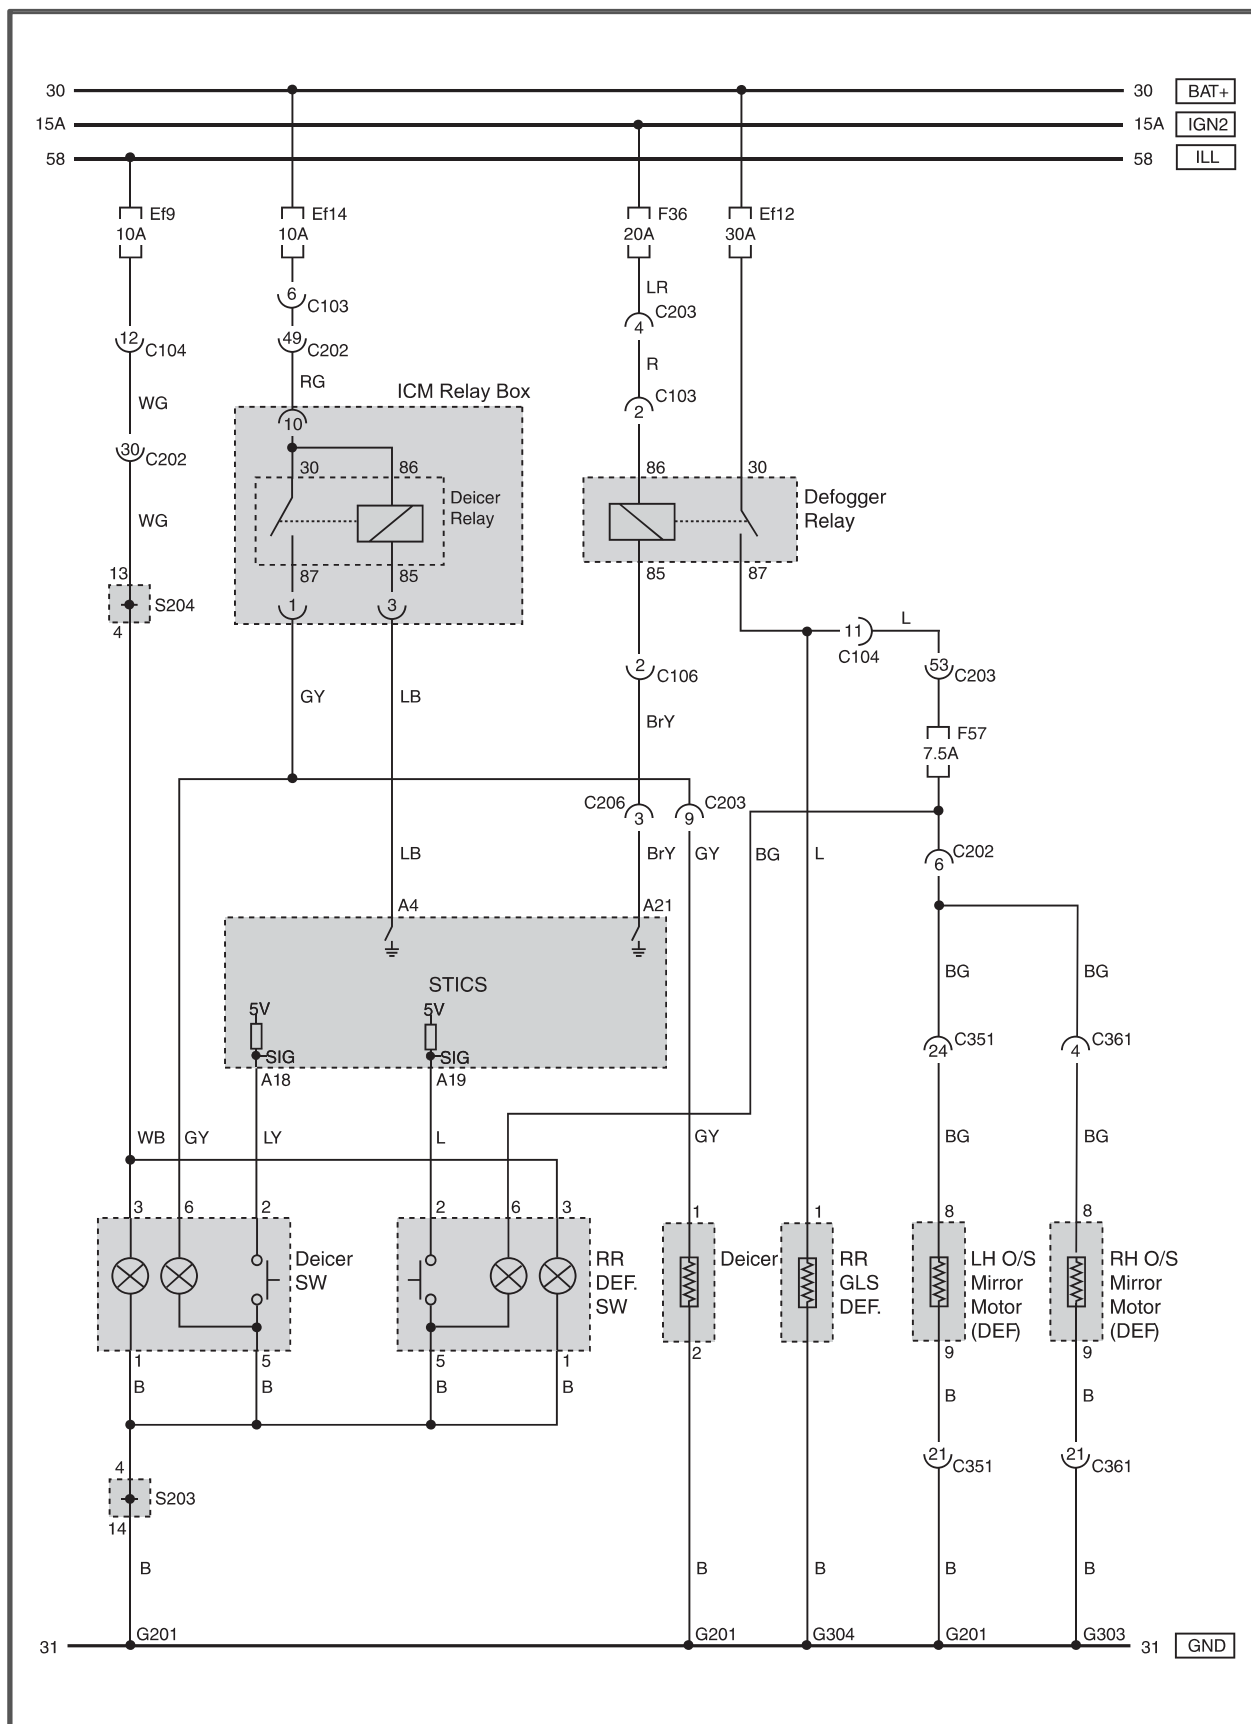 30 30 BAT+
15A 15A IGN2
58 58 ILL
Ef9 Ef14 F36 Ef12
10A 10A 20A 30A
LR
6 C103 C203
4
12 C104 49 C202 R
RG C103
ICM Relay Box
WG 10 2
30 C202
30 86 86 30
Deicer Relay
Defogger Relay
WG
87 85 85 87
13
S204 1 3
4
11 L
C104
2 C106 53 C203
GY LB
BrY
F57
7.5A
C206 3 9 C203
C202
6
LB BrY GY BG L
A4 A21
STICS
BG BG
5V 5V
C351 C361
24 4
SIG SIG
A18 A19
WB GY LY L GY BG BG
3 6 2 2 6 3 1 1 8 8
Deicer SW
RR DEF. SW
Deicer
RR GLS DEF.
LH O/S Mirror Motor (DEF)
RH O/S Mirror Motor (DEF)
1 5 5 1 2 9 9
B B B B B B
21 C351 21 C361
4
S203
14
B B B B B
G201 G201 G304 G201 G303
31 31 GND